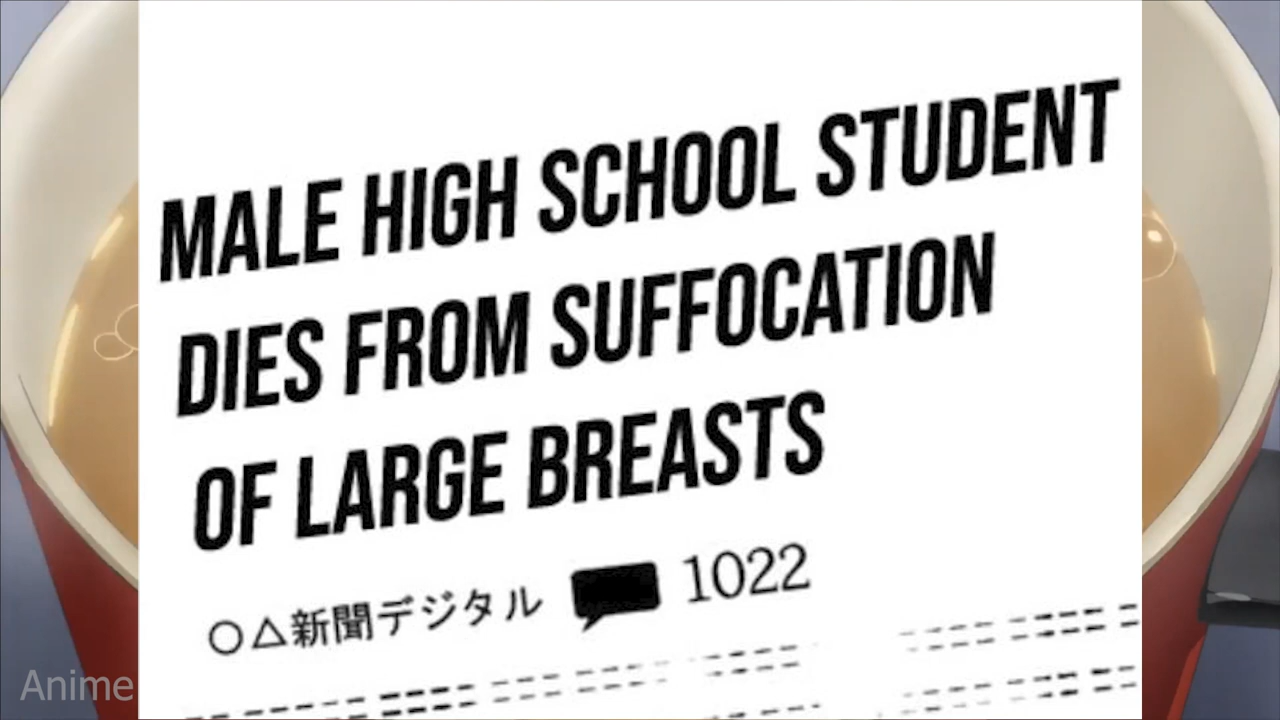 MALE HIGH SCHOOL STUDENT
DIES FROM SUFFOCATION
OF LARGE BREASTS
○△新聞デジタル 1022
Anime